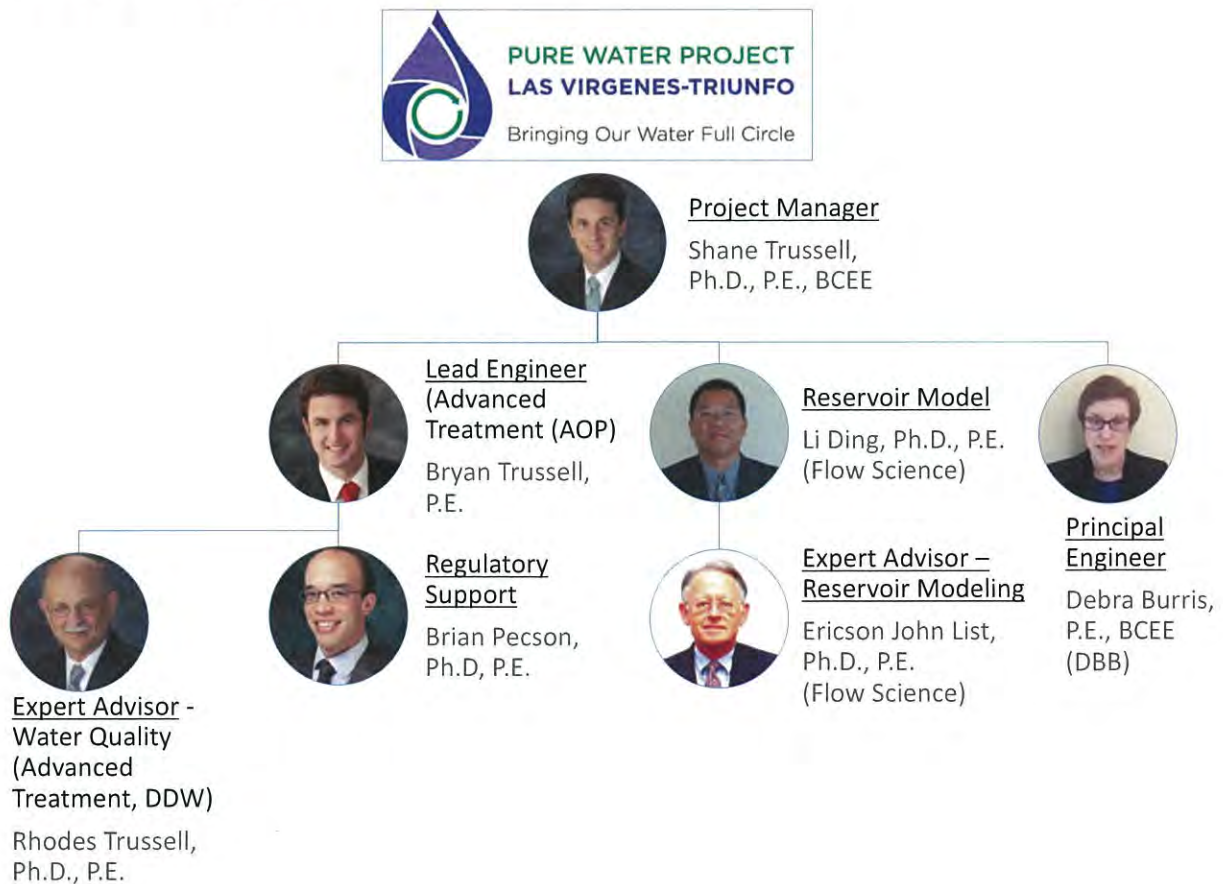 PURE WATER PROJECT
LAS VIRGENES-TRIUNFO
Bringing Our Water Full Circle
Project Manager
Shane Trussell,
Ph.D., P.E., BCEE
Lead Engineer
(Advanced
Treatment (AOP)
Bryan Trussell,
P.E.
Reservoir Model
Li Ding, Ph.D., P.E.
(Flow Science)
Principal
Engineer
Debra Burris,
P.E., BCEE
(DBB)
Expert Advisor -
Water Quality
(Advanced
Treatment, DDW)
Rhodes Trussell,
Ph.D., P.E.
Regulatory
Support
Brian Pecson,
Ph.D, P.E.
Expert Advisor –
Reservoir Modeling
Ericson John List,
Ph.D., P.E.
(Flow Science)